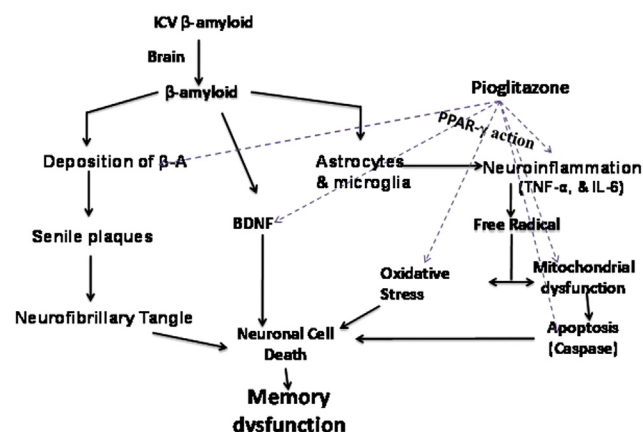 ICV β-amyloid
Brain
β-amyloid
Pioglitazone
PPAR-γ action
Deposition of β-A
Astrocytes
& microglia
Neuroinflammation
(TNF-α, & IL-6)
BDNF
Free Radical
Senile plaques
Oxidative
Stress
Mitochondrial
dysfunction
Neurofibrillary Tangle
Neuronal Cell
Death
Apoptosis
(Caspase)
Memory
dysfunction